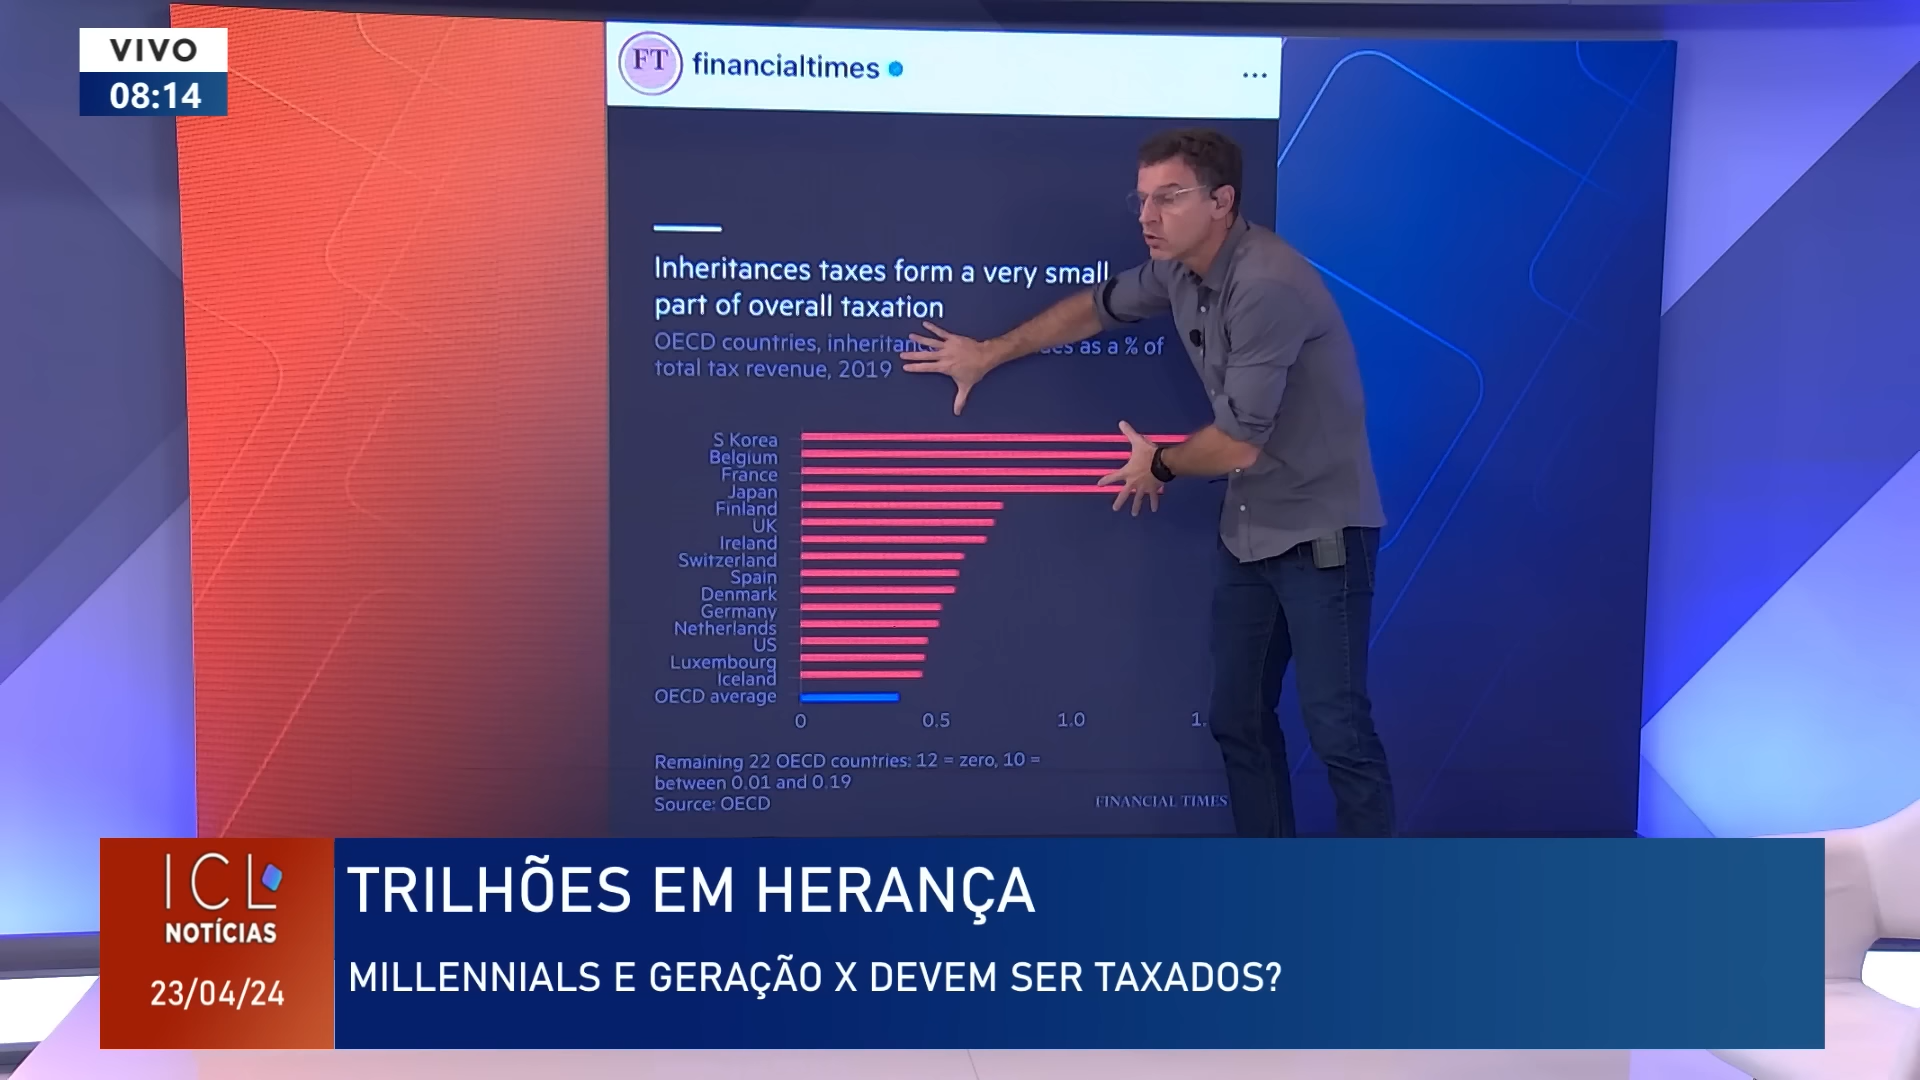 VIVO
08:14
FT financialtimes
Inheritances taxes form a very small
part of overall taxation
OECD countries, as a % of
total tax revenue, 2019
S Korea
Belgium
France
Japan
Finland
UK
Ireland
Switzerland
Spain
Denmark
Germany
Netherlands
US
Luxembourg
Iceland
OECD average
0 0.5 1.0 1.
Remaining 22 OECD countries: 12 = zero, 10 =
between 0.01 and 0.19
Source: OECD
FINANCIAL TIMES
ICL
NOTÍCIAS
23/04/24
TRILHÕES EM HERANÇA
MILLENNIALS E GERAÇÃO X DEVEM SER TAXADOS?